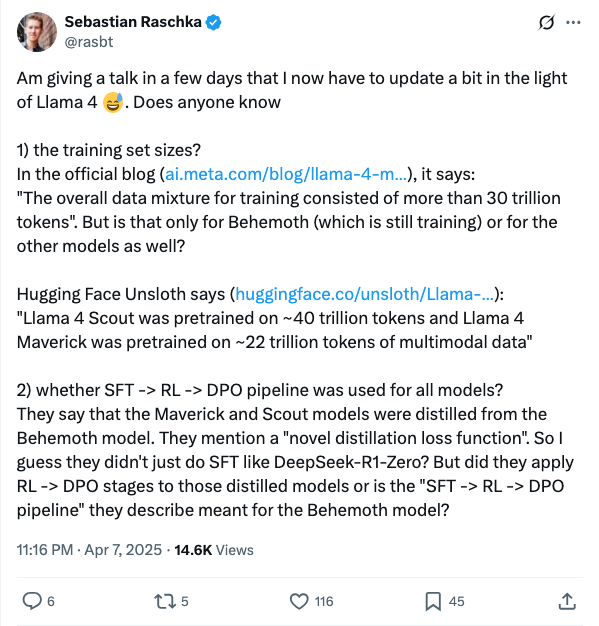 Sebastian Raschka
@rasbt
Am giving a talk in a few days that I now have to update a bit in the light
of Llama 4 😅. Does anyone know
1) the training set sizes?
In the official blog (ai.meta.com/blog/llama-4-m...), it says:
"The overall data mixture for training consisted of more than 30 trillion
tokens". But is that only for Behemoth (which is still training) or for the
other models as well?
Hugging Face Unsloth says (huggingface.co/unsloth/Llama-...):
"Llama 4 Scout was pretrained on ~40 trillion tokens and Llama 4
Maverick was pretrained on ~22 trillion tokens of multimodal data"
2) whether SFT -> RL -> DPO pipeline was used for all models?
They say that the Maverick and Scout models were distilled from the
Behemoth model. They mention a "novel distillation loss function". So I
guess they didn't just do SFT like DeepSeek-R1-Zero? But did they apply
RL -> DPO stages to those distilled models or is the "SFT -> RL -> DPO
pipeline" they describe meant for the Behemoth model?
11:16 PM · Apr 7, 2025 · 14.6K Views
6 5 116 45